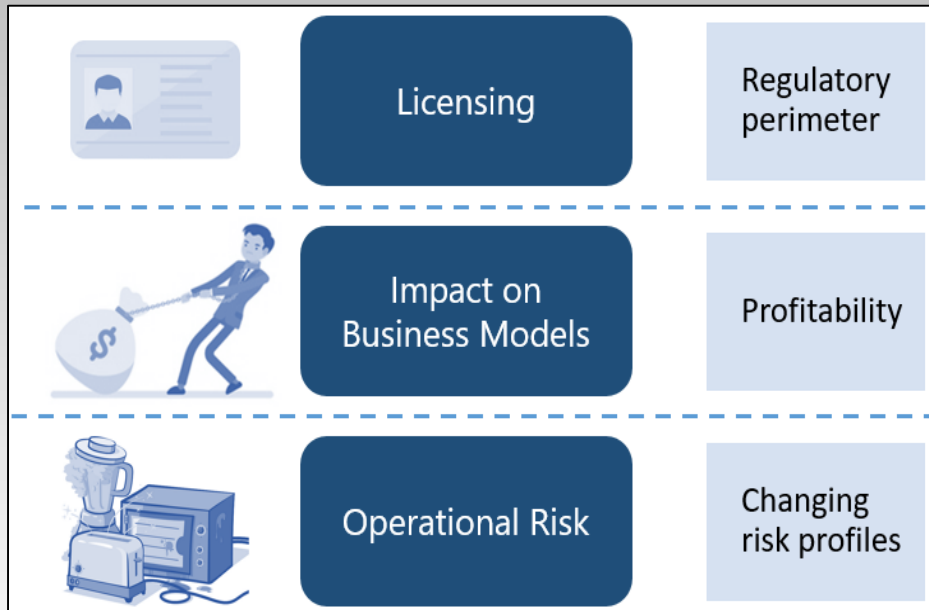 Licensing
Regulatory
perimeter
$
Impact on
Business Models
Profitability
Operational Risk
Changing
risk profiles